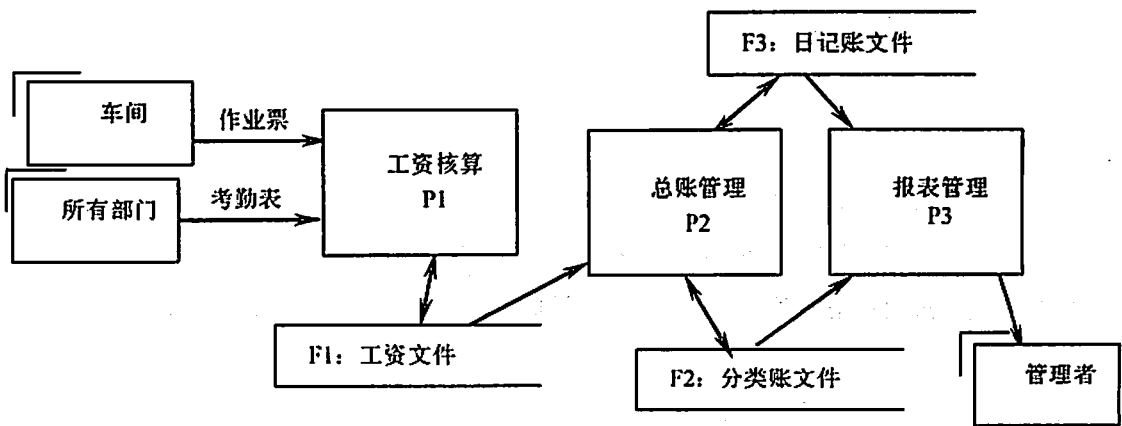 F3：日记账文件
车间
作业票
工资核算
P1
总账管理
P2
报表管理
P3
所有部门
考勤表
F1：工资文件
F2：分类账文件
管理者